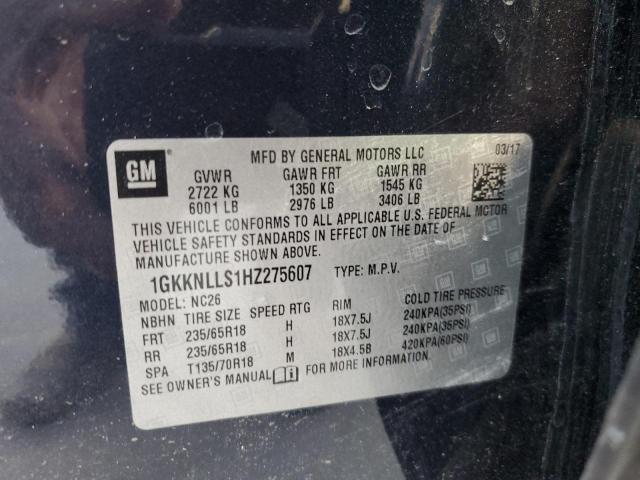 MFD BY GENERAL MOTORS LLC 03/17
GM
GVWR GAWR FRT GAWR RR
2722 KG 1350 KG 1545 KG
6001 LB 2976 LB 3406 LB
THIS VEHICLE CONFORMS TO ALL APPLICABLE U.S. FEDERAL MOTOR
VEHICLE SAFETY STANDARDS IN EFFECT ON THE DATE OF
MANUFACTURE SHOWN ABOVE.
1GKKNLLS1HZ275607 TYPE: M.P.V.
MODEL: NC26
NBHN TIRE SIZE SPEED RTG RIM COLD TIRE PRESSURE
FRT 235/65R18 H 18X7.5J 240KPA(35PSI)
RR 235/65R18 H 18X7.5J 240KPA(35PSI)
SPA T135/70R18 M 18X4.5B 420KPA(60PSI)
SEE OWNER'S MANUAL FOR MORE INFORMATION.